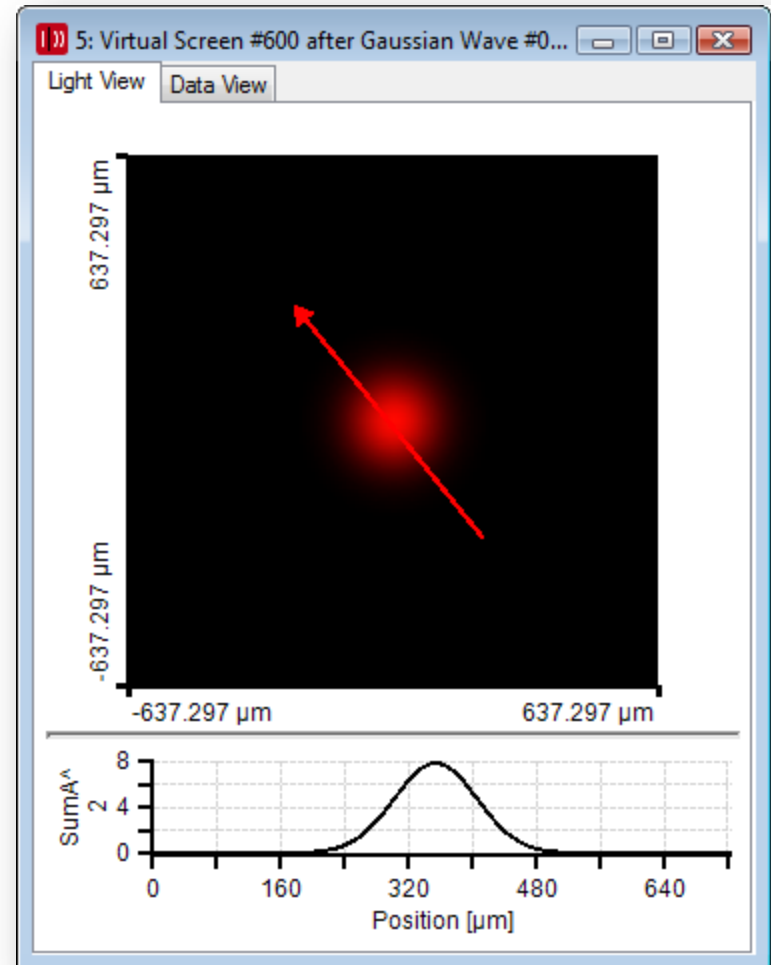 5: Virtual Screen #600 after Gaussian Wave #0...
Light View
Data View
637.297 µm
-637.297 µm
-637.297 µm
637.297 µm
SumA^
2
8
4
0
0
160
320
480
640
Position [µm]